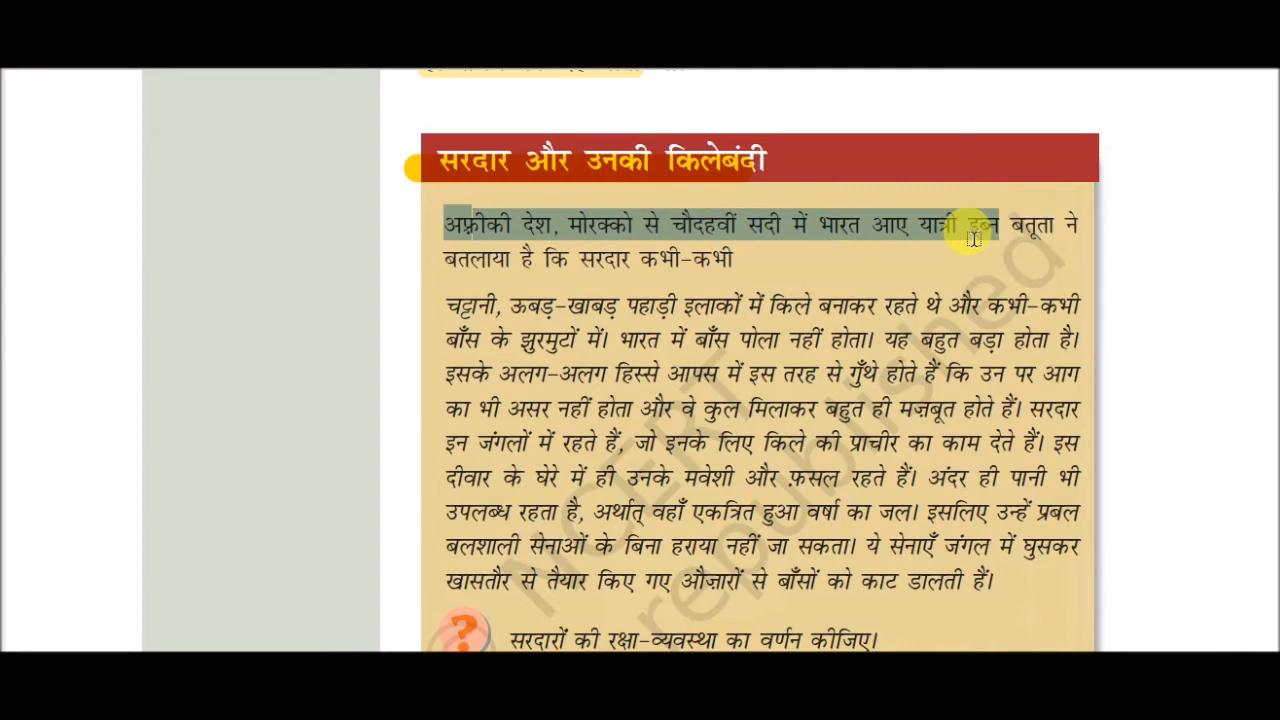 सरदार और उनकी किलेबंदी
अफ़्रीकी देश, मोरक्को से चौदहवीं सदी में भारत आए यात्री इब्न बतूता ने
बतलाया है कि सरदार कभी-कभी
चट्टानी, ऊबड़-खाबड़ पहाड़ी इलाकों में किले बनाकर रहते थे और कभी-कभी
बाँस के झुरमुटों में। भारत में बाँस पोला नहीं होता। यह बहुत बड़ा होता है।
इसके अलग-अलग हिस्से आपस में इस तरह से गुँथे होते हैं कि उन पर आग
का भी असर नहीं होता और वे कुल मिलाकर बहुत ही मज़बूत होते हैं। सरदार
इन जंगलों में रहते हैं, जो इनके लिए किले की प्राचीर का काम देते हैं। इस
दीवार के घेरे में ही उनके मवेशी और फ़सल रहते हैं। अंदर ही पानी भी
उपलब्ध रहता है, अर्थात् वहाँ एकत्रित हुआ वर्षा का जल। इसलिए उन्हें प्रबल
बलशाली सेनाओं के बिना हराया नहीं जा सकता। ये सेनाएँ जंगल में घुसकर
खासतौर से तैयार किए गए औज़ारों से बाँसों को काट डालती हैं।
? सरदारों की रक्षा-व्यवस्था का वर्णन कीजिए।
NCERT
republished